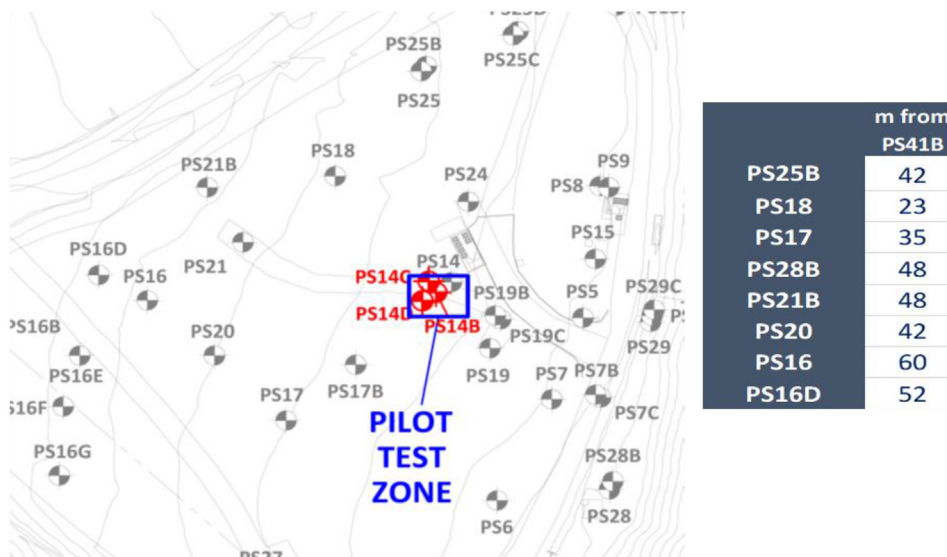 PS25B
PS25C
PS25
PS21B
PS18
PS24
PS9
PS8
PS15
PS16D
PS16
PS21
PS14C
PS14
PS14D
PS14B
PS19B
PS19C
PS5
PS29C
PS29
PS16B
PS16E
PS20
PS17B
PS17
PS19
PS7
PS7B
PS7C
PS16G
PS28B
PS28
PS6
PS27
PILOT
TEST
ZONE
m from
PS41B
PS25B 42
PS18 23
PS17 35
PS28B 48
PS21B 48
PS20 42
PS16 60
PS16D 52